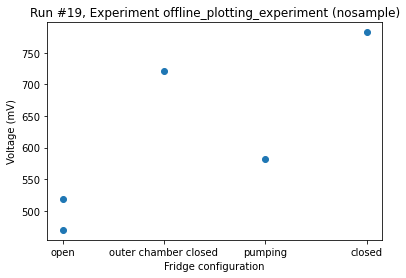 Run #19, Experiment offline_plotting_experiment (nosample)
Voltage (mV)
750
700
650
600
550
500
open outer chamber closed pumping closed
Fridge configuration